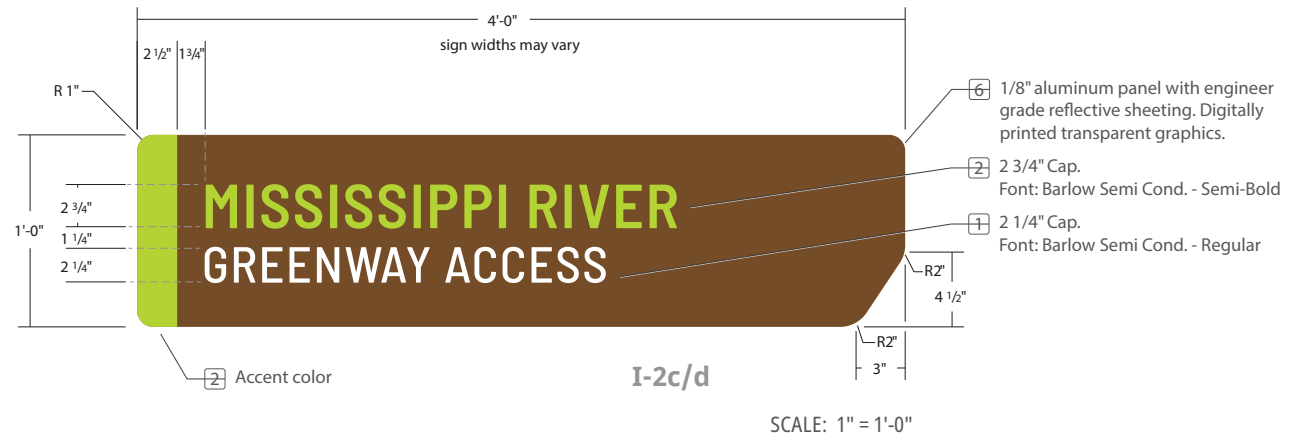 4'-0"
sign widths may vary
2 1/2" 1 3/4"
R 1"
6 1/8" aluminum panel with engineer
grade reflective sheeting. Digitally
printed transparent graphics.
2 2 3/4" Cap.
Font: Barlow Semi Cond. - Semi-Bold
1 2 1/4" Cap.
Font: Barlow Semi Cond. - Regular
MISSISSIPPI RIVER
GREENWAY ACCESS
2 3/4"
1'-0"
1 1/4"
2 1/4"
R2"
4 1/2"
R2"
3"
2 Accent color
I-2c/d
SCALE: 1" = 1'-0"